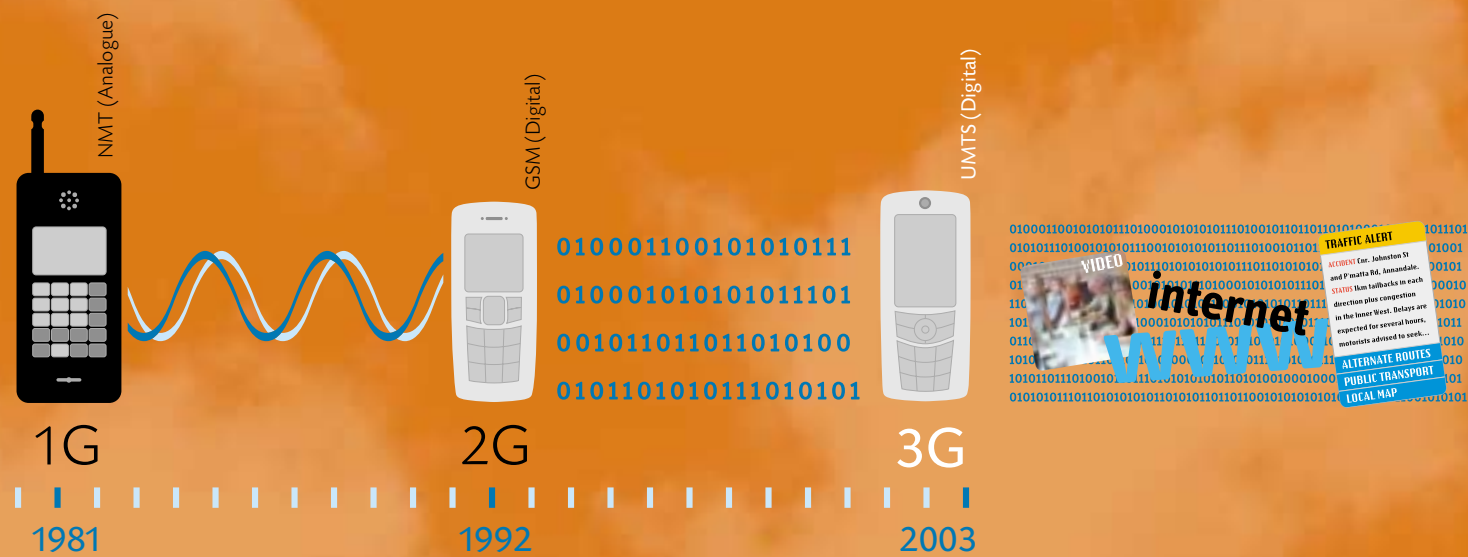 NMT (Analogue)
GSM (Digital)
UMTS (Digital)
010001100101010111
010001010101011101
001011011011010100
010110101011101010​1
VIDEO
internet
www
TRAFFIC ALERT
ACCIDENT Cnr. Johnston St
and P'matta Rd, Annandale.
STATUS 1km tailbacks in each
direction plus congestion
in the Inner West. Delays are
expected for several hours,
motorists advised to seek...
ALTERNATE ROUTES
PUBLIC TRANSPORT
LOCAL MAP
1G
2G
3G
1981
1992
2003